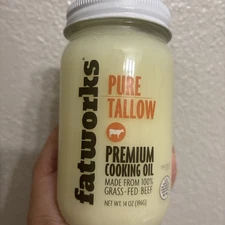 fatworks®
PURE
TALLOW
PREMIUM
COOKING OIL
MADE FROM 100%
GRASS-FED BEEF
NET WT. 14 OZ (396G)